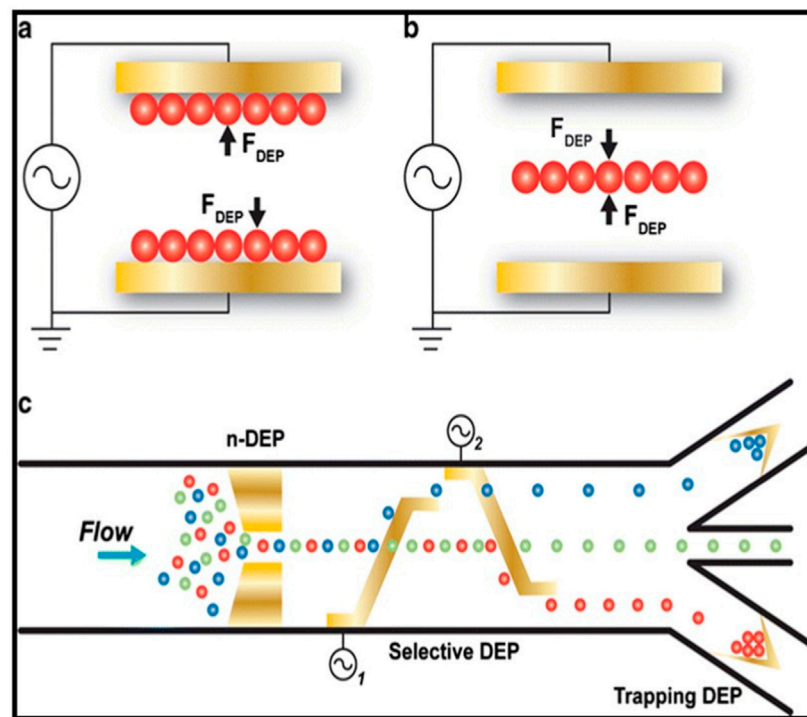 a
b
F DEP
F DEP
F DEP
F DEP
c
n-DEP
2
Flow
1
Selective DEP
Trapping DEP